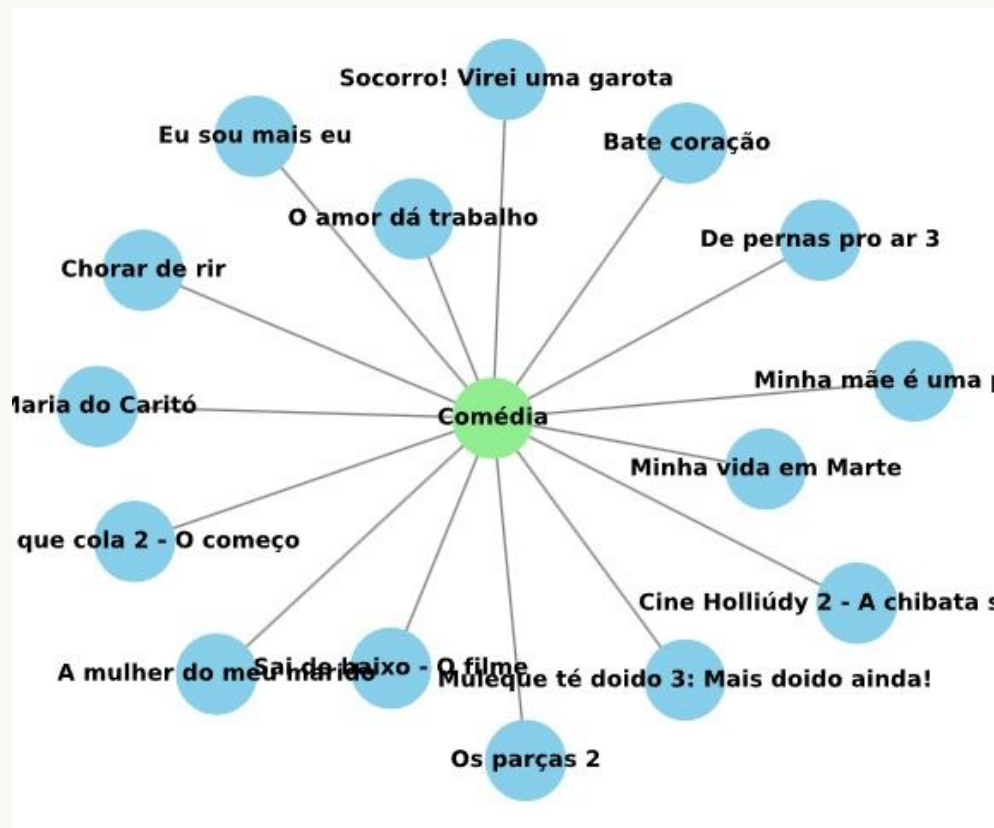 Socorro! Virei uma garota
Eu sou mais eu
Bate coração
O amor dá trabalho
De pernas pro ar 3
Chorar de rir
Minha mãe é uma
Maria do Caritó
Comédia
Minha vida em Marte
que cola 2 - O começo
Cine Holliúdy 2 - A chibata
A mulher do meu marido
Sai de baixo - O filme
Muleque té doido 3: Mais doido ainda!
Os parças 2